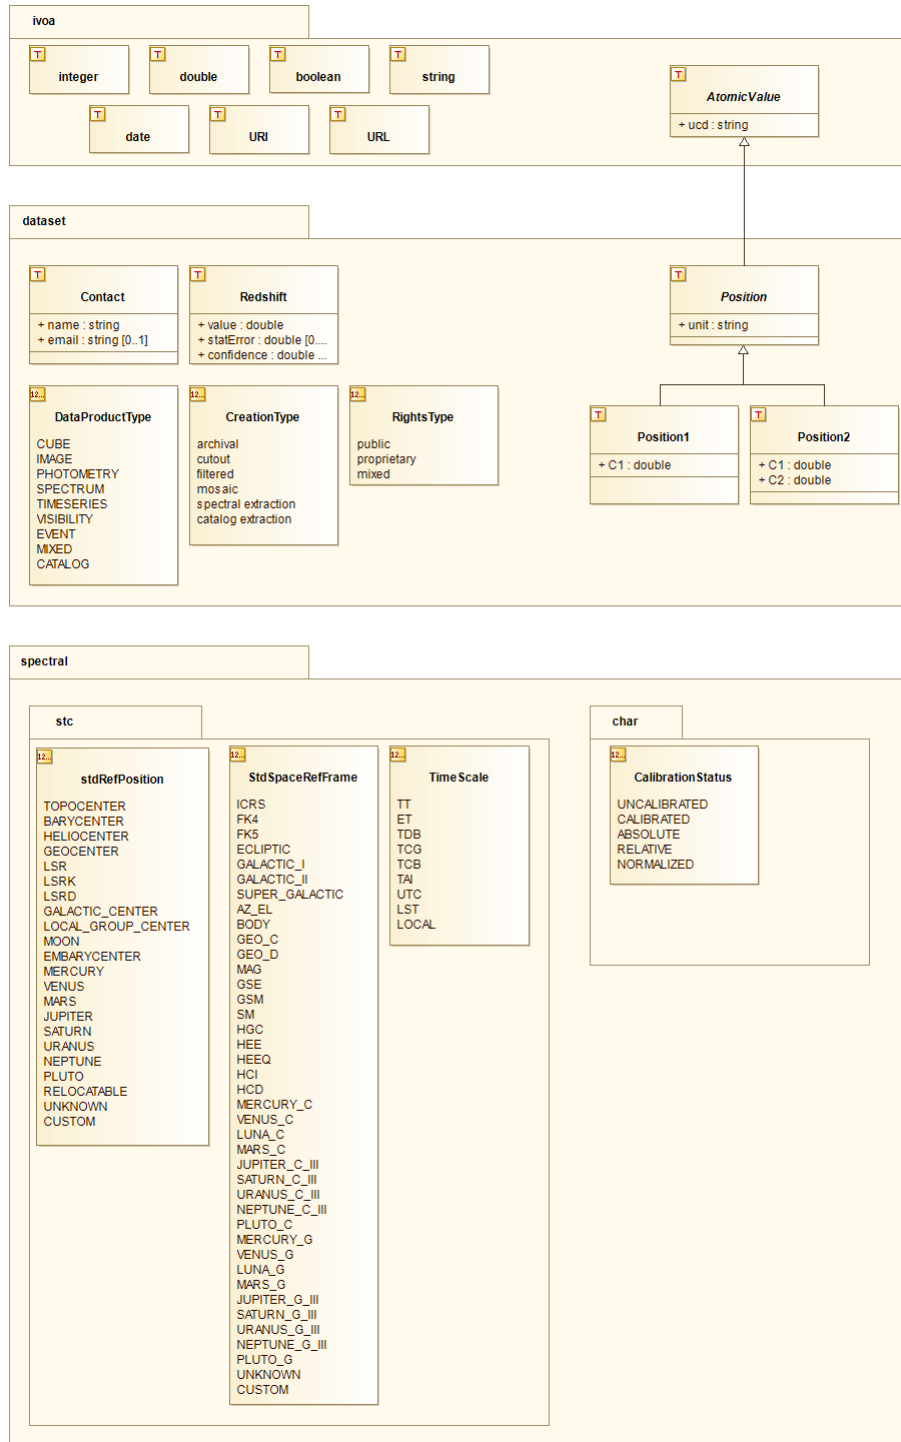 ivoa
T
integer
T
double
T
boolean
T
string
T
date
T
URI
T
URL
T
AtomicValue
+ ucd : string
dataset
T
Contact
+ name : string
+ email : string [0..1]
T
Redshift
+ value : double
+ statError : double [0....
+ confidence : double ...
T
Position
+ unit : string
12...
DataProductType
CUBE
IMAGE
PHOTOMETRY
SPECTRUM
TIMESERIES
VISIBILITY
EVENT
MIXED
CATALOG
12...
CreationType
archival
cutout
filtered
mosaic
spectral extraction
catalog extraction
12...
RightsType
public
proprietary
mixed
T
Position1
+ C1 : double
T
Position2
+ C1 : double
+ C2 : double
spectral
stc
12...
stdRefPosition
TOPOCENTER
BARYCENTER
HELIOCENTER
GEOCENTER
LSR
LSRK
LSRD
GALACTIC_CENTER
LOCAL_GROUP_CENTER
MOON
EMBARYCENTER
MERCURY
VENUS
MARS
JUPITER
SATURN
URANUS
NEPTUNE
PLUTO
RELOCATABLE
UNKNOWN
CUSTOM
12...
StdSpaceRefFrame
ICRS
FK4
FK5
ECLIPTIC
GALACTIC_I
GALACTIC_II
SUPER_GALACTIC
AZ_EL
BODY
GEO_C
GEO_D
MAG
GSE
GSM
SM
HGC
HEE
HEEQ
HCI
HCD
MERCURY_C
VENUS_C
LUNA_C
MARS_C
JUPITER_C_III
SATURN_C_III
URANUS_C_III
NEPTUNE_C_III
PLUTO_C
MERCURY_G
VENUS_G
LUNA_G
MARS_G
JUPITER_G_III
SATURN_G_III
URANUS_G_III
NEPTUNE_G_III
PLUTO_G
UNKNOWN
CUSTOM
12...
TimeScale
TT
ET
TDB
TCG
TCB
TAI
UTC
LST
LOCAL
char
12...
CalibrationStatus
UNCALIBRATED
CALIBRATED
ABSOLUTE
RELATIVE
NORMALIZED